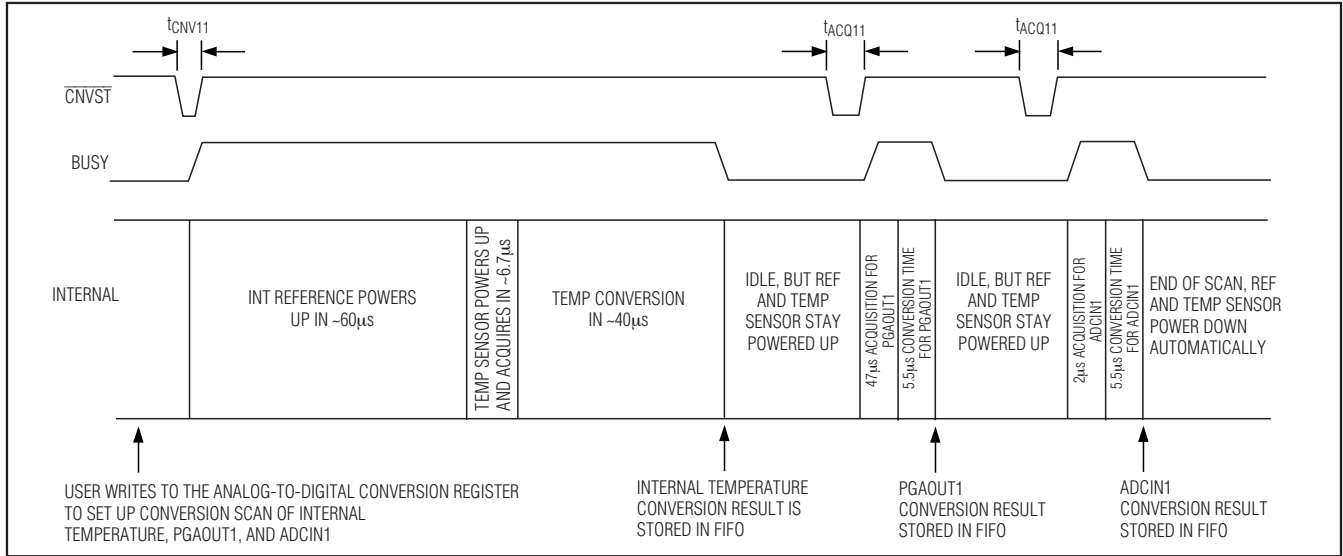 tCNV11
tACQ11
tACQ11
CNVST
BUSY
INTERNAL
INT REFERENCE POWERS
UP IN ~60µs
TEMP SENSOR POWERS UP
AND ACQUIRES IN ~6.7µs
TEMP CONVERSION
IN ~40µs
IDLE, BUT REF
AND TEMP
SENSOR STAY
POWERED UP
47µs ACQUISITION FOR
PGAOUT1
5.5µs CONVERSION TIME
FOR PGAOUT1
IDLE, BUT REF
AND TEMP
SENSOR STAY
POWERED UP
2µs ACQUISITION FOR
ADCIN1
5.5µs CONVERSION TIME
FOR ADCIN1
END OF SCAN, REF
AND TEMP SENSOR
POWER DOWN
AUTOMATICALLY
USER WRITES TO THE ANALOG-TO-DIGITAL CONVERSION REGISTER
TO SET UP CONVERSION SCAN OF INTERNAL
TEMPERATURE, PGAOUT1, AND ADCIN1
INTERNAL TEMPERATURE
CONVERSION RESULT IS
STORED IN FIFO
PGAOUT1
CONVERSION RESULT
STORED IN FIFO
ADCIN1
CONVERSION RESULT
STORED IN FIFO